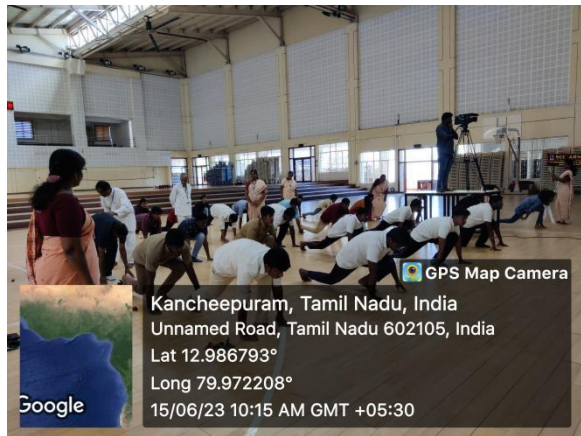 GPS Map Camera
Kancheepuram, Tamil Nadu, India
Unnamed Road, Tamil Nadu 602105, India
Lat 12.986793°
Long 79.972208°
15/06/23 10:15 AM GMT +05:30
Google